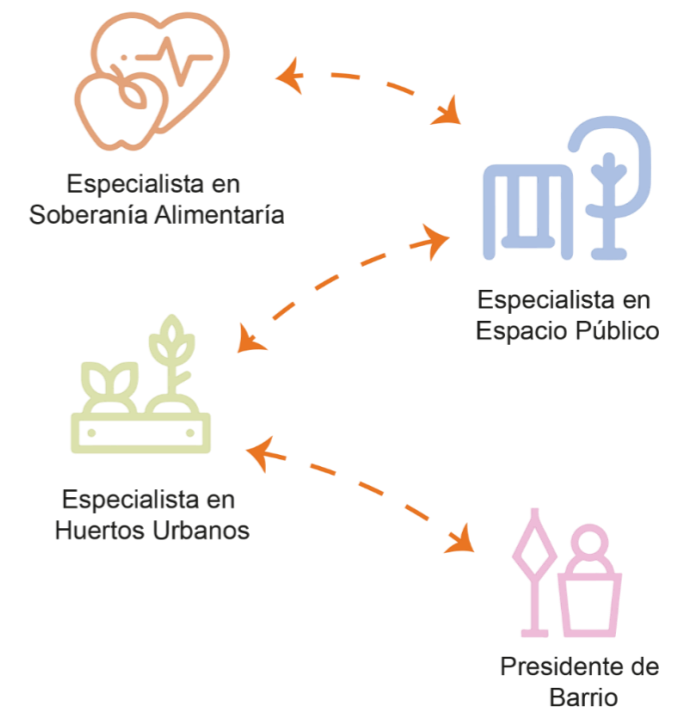 Especialista en
Soberanía Alimentaría
Especialista en
Espacio Público
Especialista en
Huertos Urbanos
Presidente de
Barrio